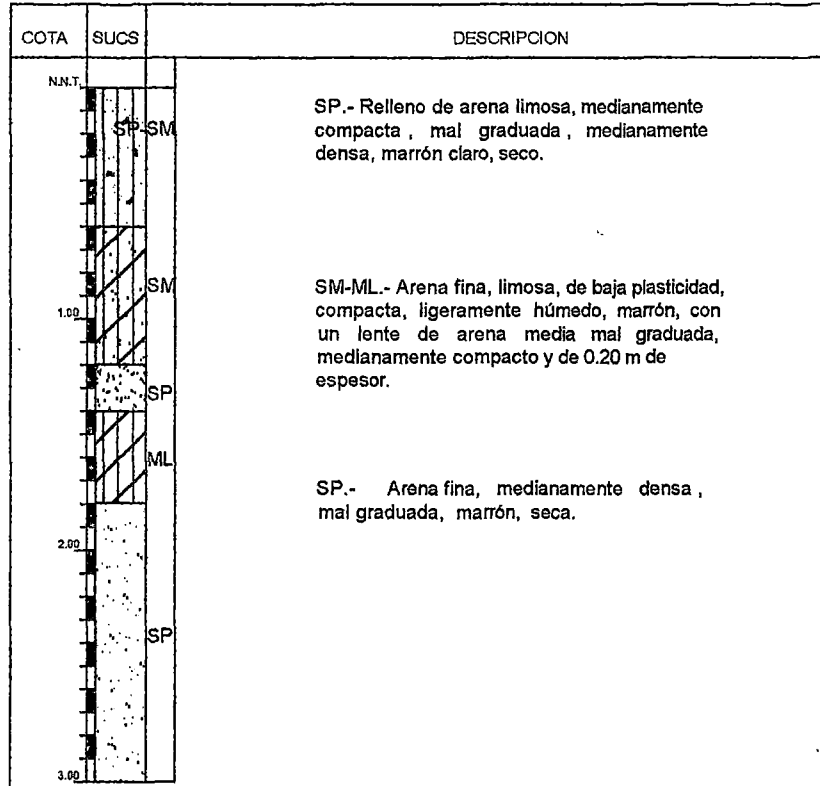 COTA SUCS DESCRIPCION
N.N.T.
SP-SM
SP.- Relleno de arena limosa, medianamente
compacta , mal graduada , medianamente
densa, marrón claro, seco.
SM
1.00
SM-ML.- Arena fina, limosa, de baja plasticidad,
compacta, ligeramente húmedo, marrón, con
un lente de arena media mal graduada,
medianamente compacto y de 0.20 m de
espesor.
SP
ML
SP.- Arena fina, medianamente densa ,
mal graduada, marrón, seca.
2.00
SP
3.00